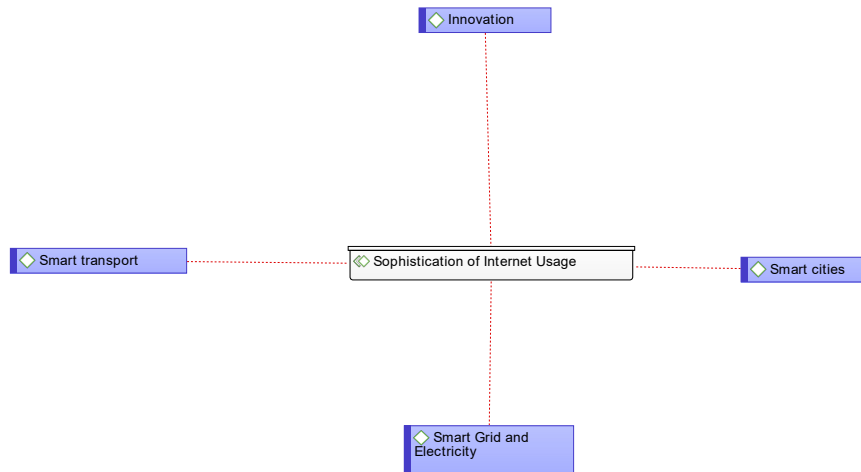 Innovation
Smart transport
Sophistication of Internet Usage
Smart cities
Smart Grid and
Electricity